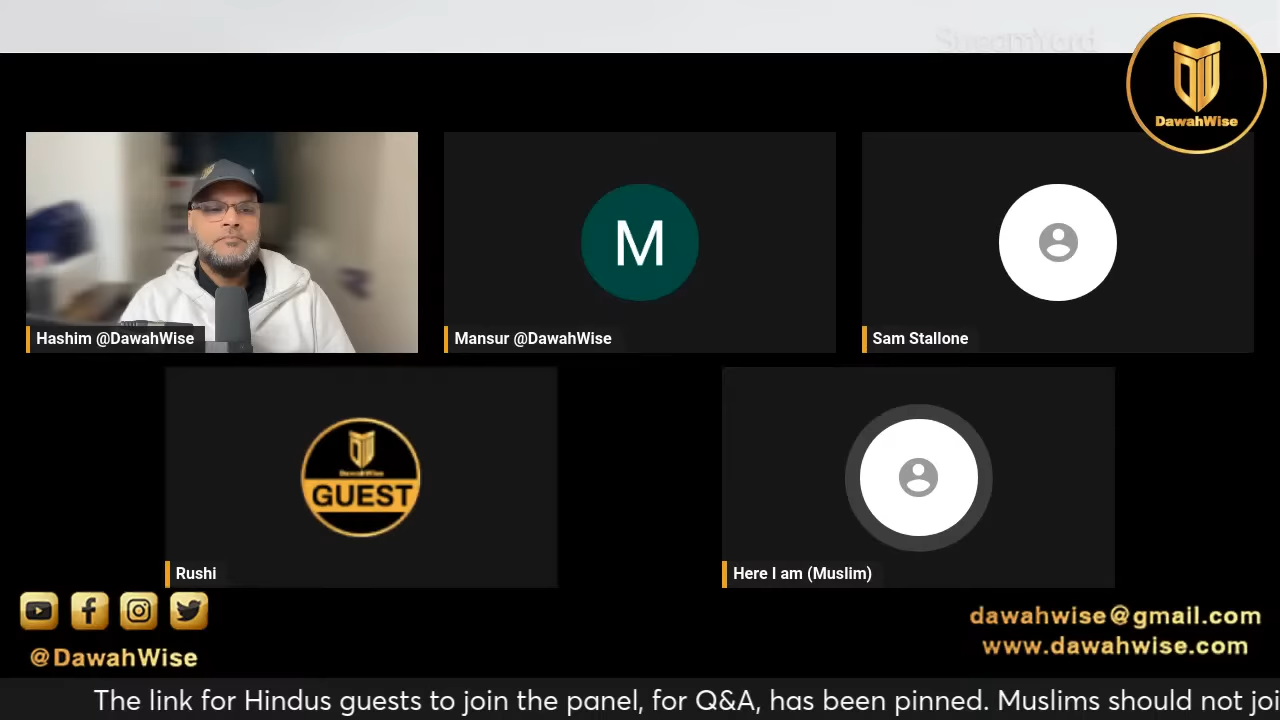 StreamYard
DawahWise
M
Hashim @DawahWise
Mansur @DawahWise
Sam Stallone
DawahWise
GUEST
Rushi
Here I am (Muslim)
@DawahWise
dawahwise@gmail.com
www.dawahwise.com
The link for Hindus guests to join the panel, for Q&A, has been pinned. Muslims should not joi